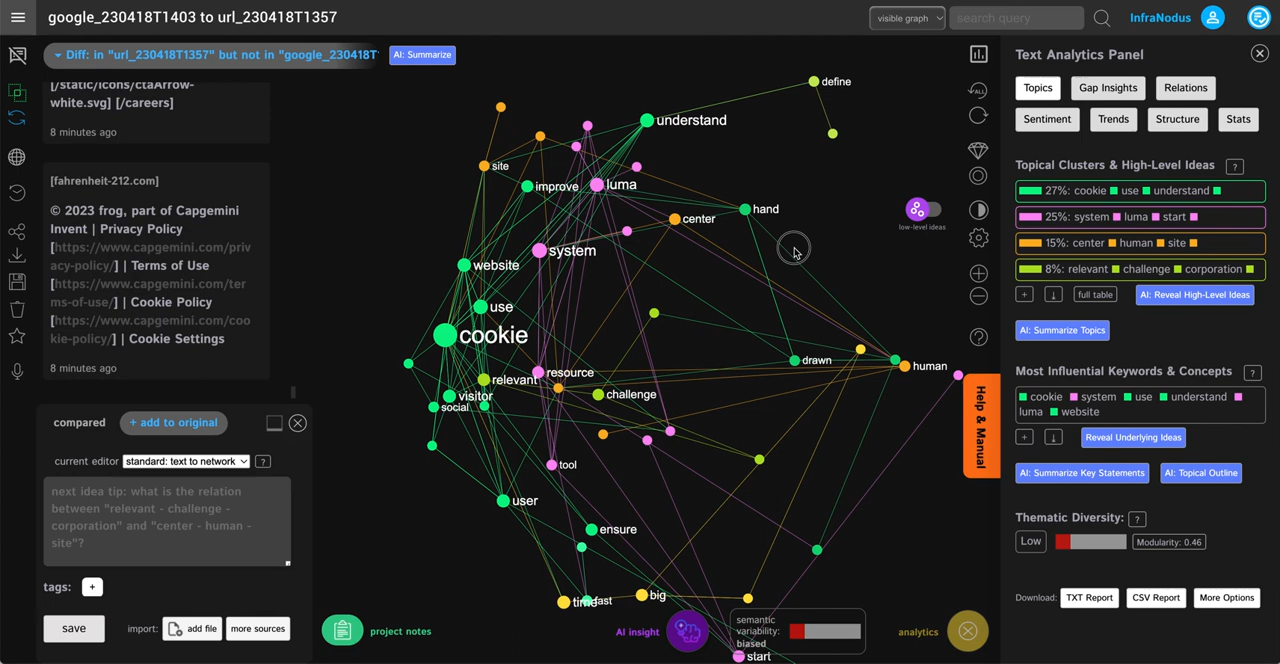 google_230418T1403 to url_230418T1357
visible graph
search query
InfraNodus
Diff: in "url_230418T1357" but not in "google_230418T
AI: Summarize
[/static/icons/ctaArrow-
white.svg] [/careers]
8 minutes ago
[fahrenheit-212.com]
© 2023 frog, part of Capgemini
Invent | Privacy Policy
[https://www.capgemini.com/priv
acy-policy/] | Terms of Use
[https://www.capgemini.com/ter
ms-of-use/] | Cookie Policy
[https://www.capgemini.com/coo
kie-policy/] | Cookie Settings
8 minutes ago
compared
+ add to original
current editor
standard: text to network
?
next idea tip: what is the relation
between "relevant - challenge -
corporation" and "center - human -
site"?
tags:
+
save
import:
add file
more sources
define
understand
site
improve
luma
hand
center
system
website
use
cookie
drawn
human
resource
relevant
challenge
visitor
social
tool
user
ensure
time
fast
big
start
low-level ideas
ALL
Help & Manual
project notes
AI insight
semantic
variability:
biased
analytics
Text Analytics Panel
Topics
Gap Insights
Relations
Sentiment
Trends
Structure
Stats
Topical Clusters & High-Level Ideas
?
27%: cookie use understand
25%: system luma start
15%: center human site
8%: relevant challenge corporation
+
↓
full table
AI: Reveal High-Level Ideas
AI: Summarize Topics
Most Influential Keywords & Concepts
?
cookie system use understand
luma website
+
↓
Reveal Underlying Ideas
AI: Summarize Key Statements
AI: Topical Outline
Thematic Diversity:
?
Low
Modularity: 0.46
Download:
TXT Report
CSV Report
More Options